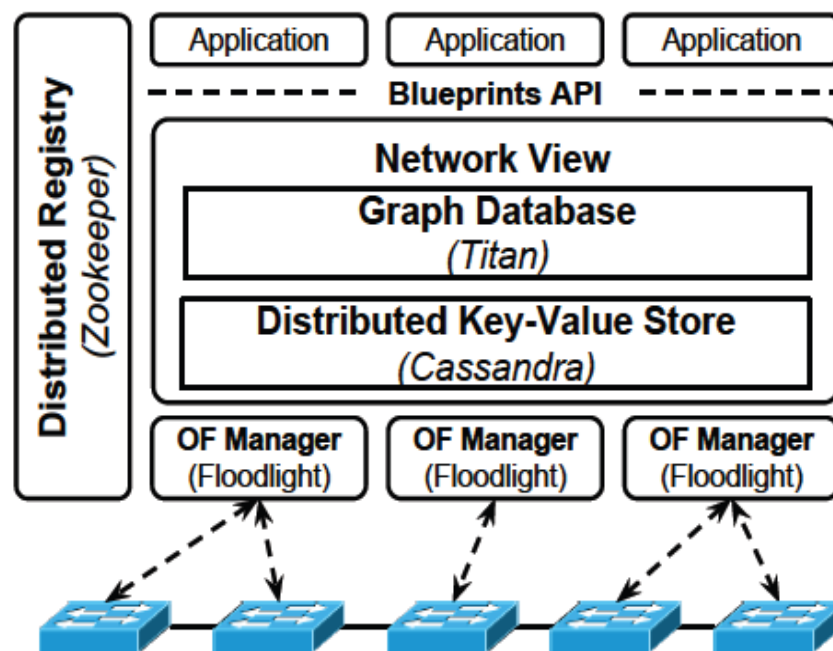 Distributed Registry
(Zookeeper)
Application
Application
Application
Blueprints API
Network View
Graph Database
(Titan)
Distributed Key-Value Store
(Cassandra)
OF Manager
(Floodlight)
OF Manager
(Floodlight)
OF Manager
(Floodlight)